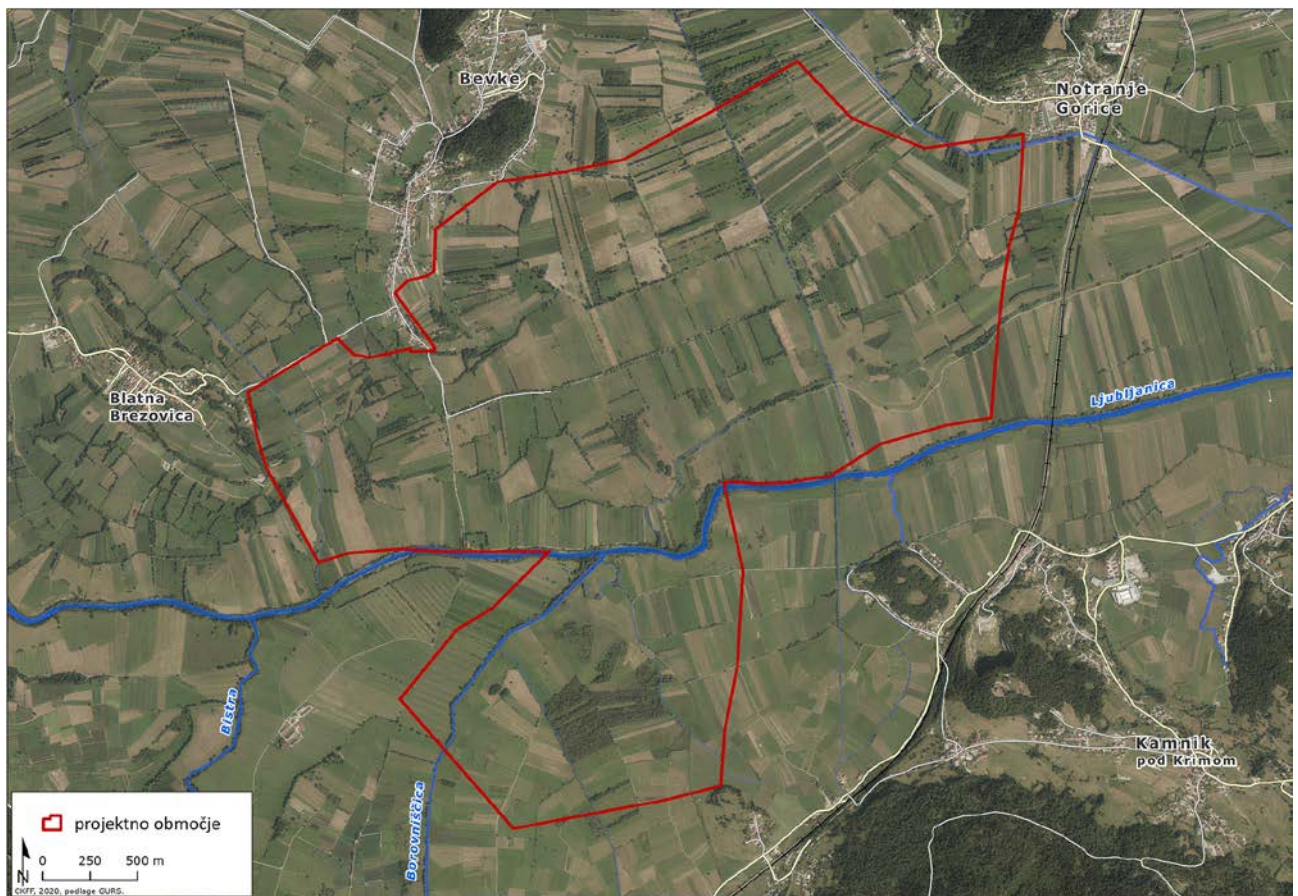 Bevke
Notranje
Gorice
Blatna
Brezovica
Ljubljanica
Bistra
Borovniščica
Kamnik
pod Krimom
projektno območje
N
0 250 500 m
CKFF, 2020, podlage GURS.